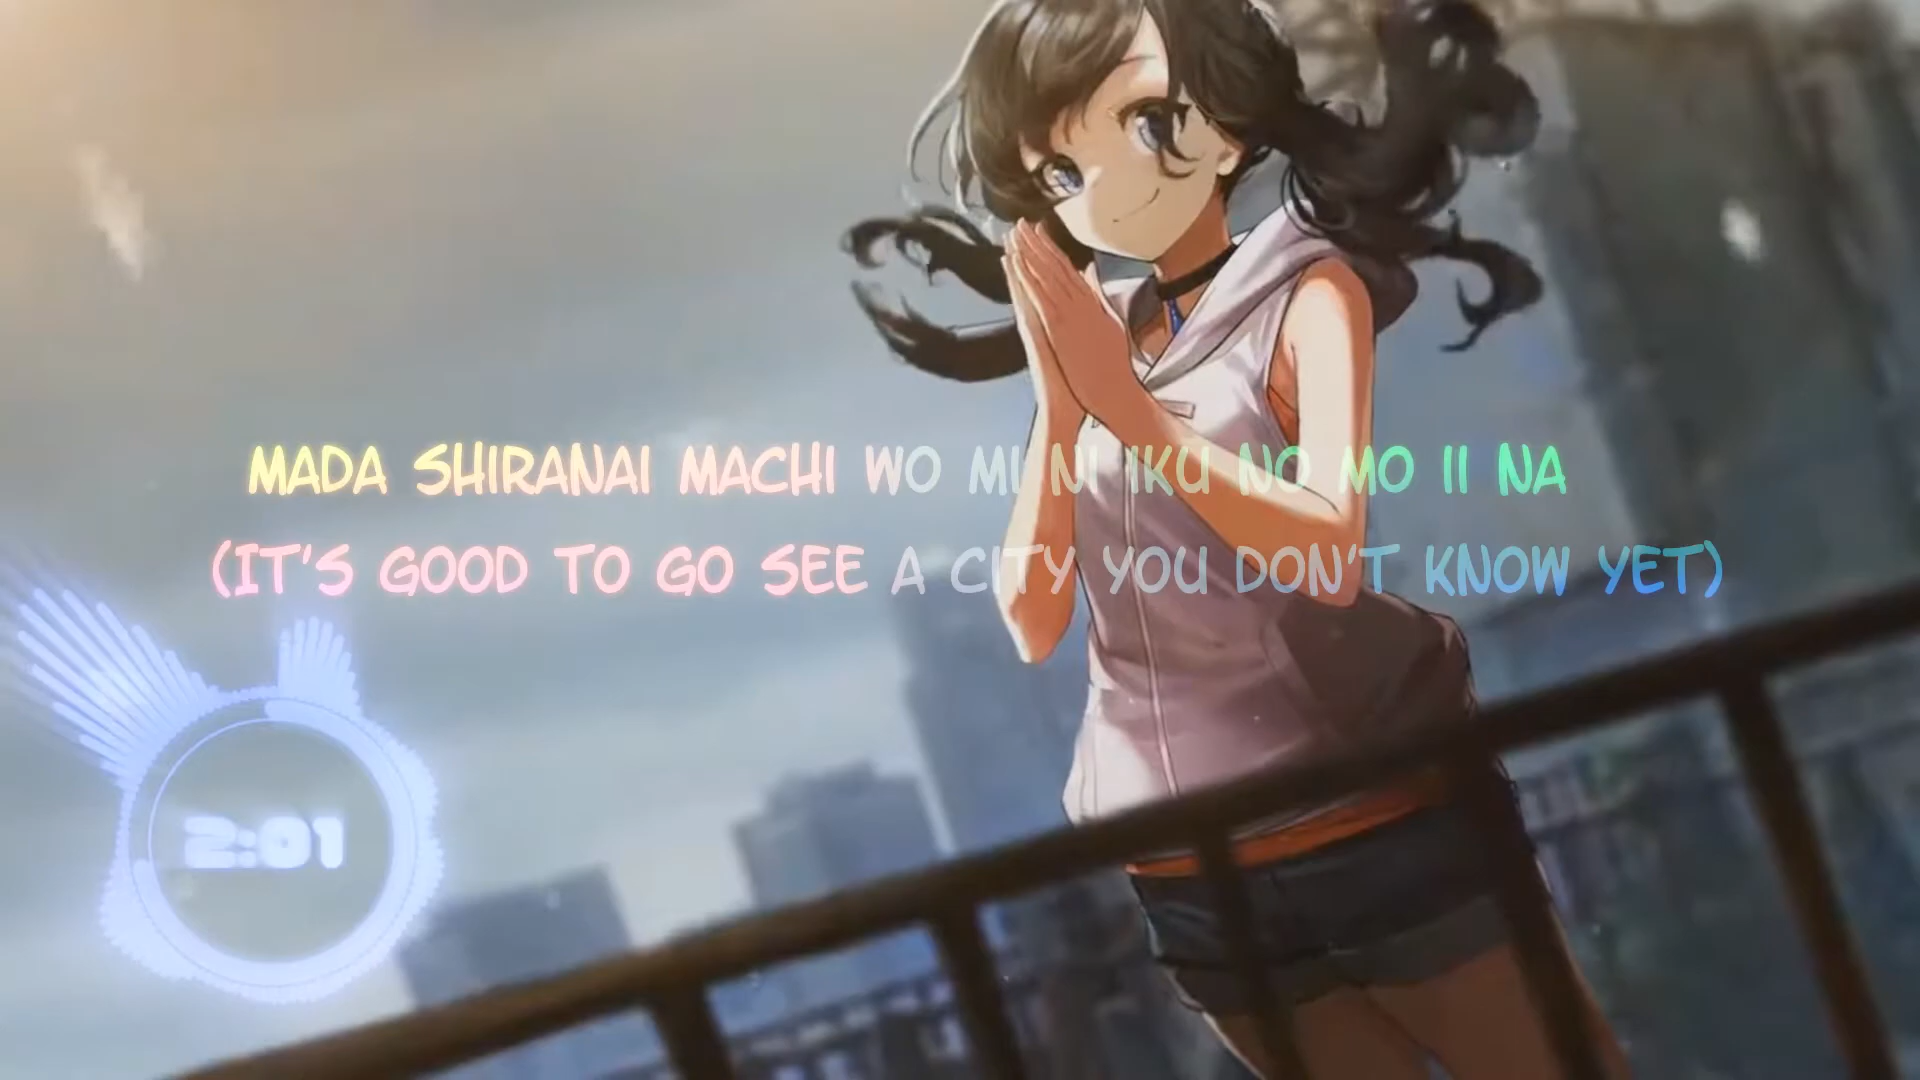 MADA SHIRANAI MACHI WO MI NI IKU NO MO II NA
(IT'S GOOD TO GO SEE A CITY YOU DON'T KNOW YET)
2:01